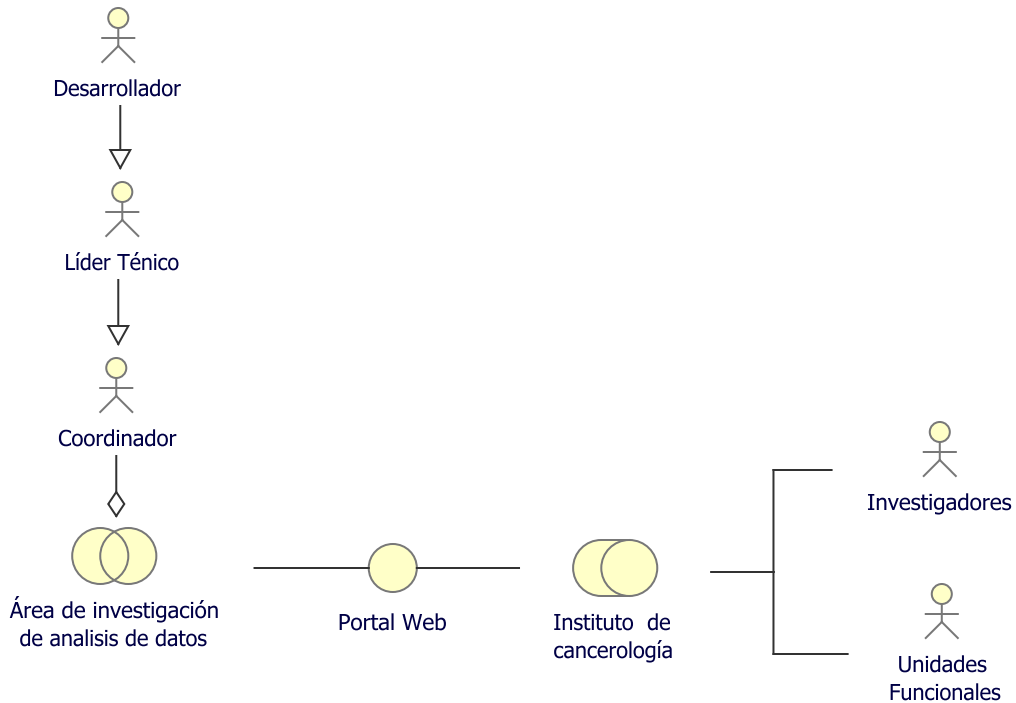 Desarrollador
Líder Ténico
Coordinador
Área de investigación
de analisis de datos
Portal Web
Instituto de
cancerología
Investigadores
Unidades
Funcionales